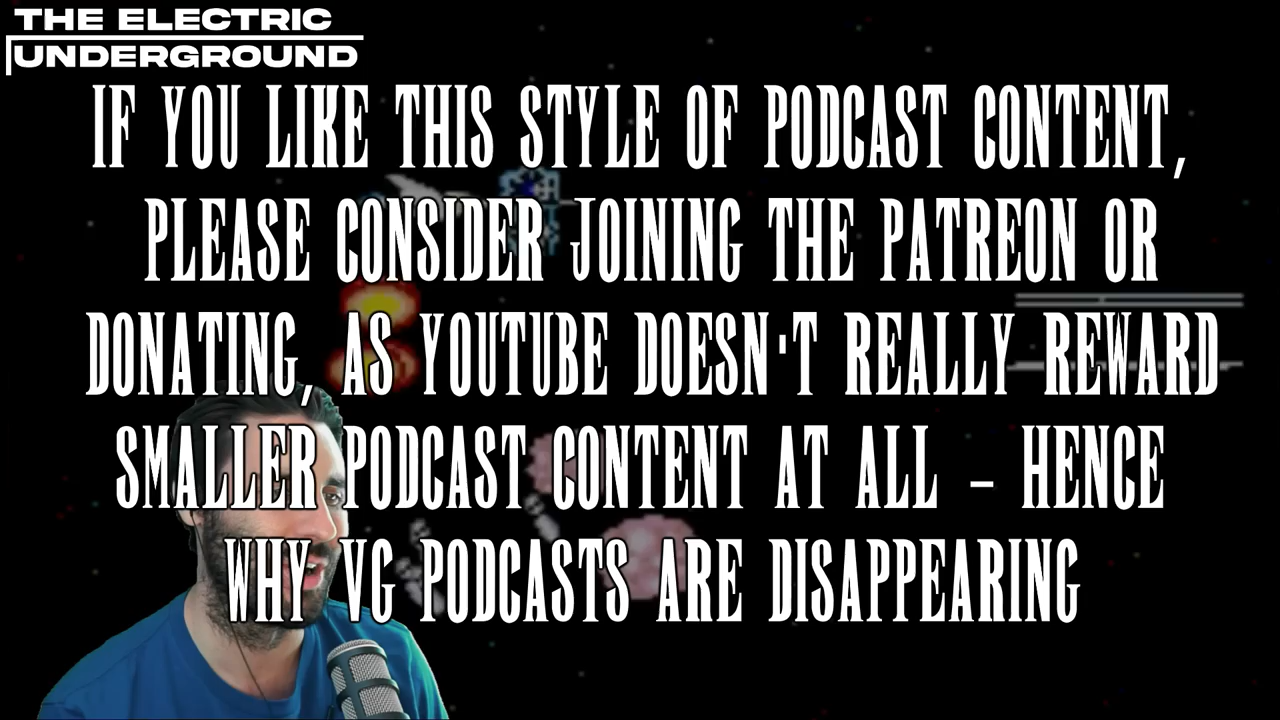 THE ELECTRIC
UNDERGROUND
IF YOU LIKE THIS STYLE OF PODCAST CONTENT,
PLEASE CONSIDER JOINING THE PATREON OR
DONATING, AS YOUTUBE DOESN'T REALLY REWARD
SMALLER PODCAST CONTENT AT ALL - HENCE
WHY VG PODCASTS ARE DISAPPEARING